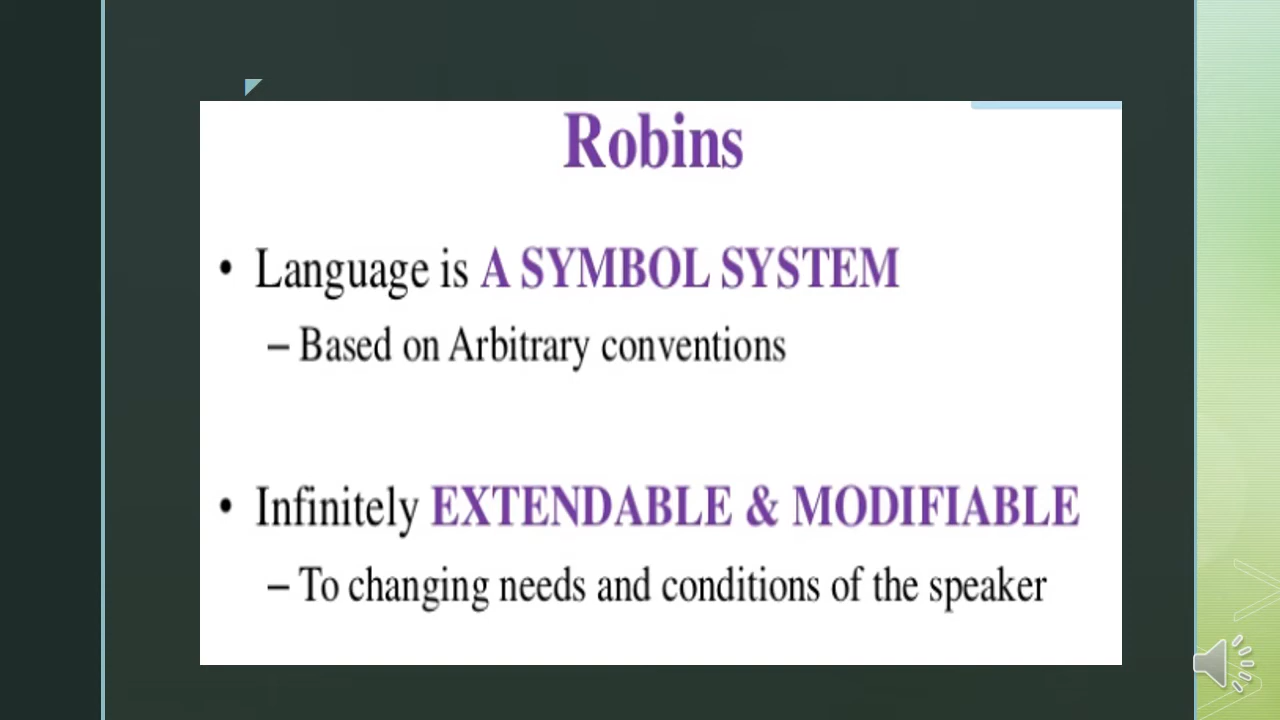 Robins
• Language is A SYMBOL SYSTEM
– Based on Arbitrary conventions
• Infinitely EXTENDABLE & MODIFIABLE
– To changing needs and conditions of the speaker